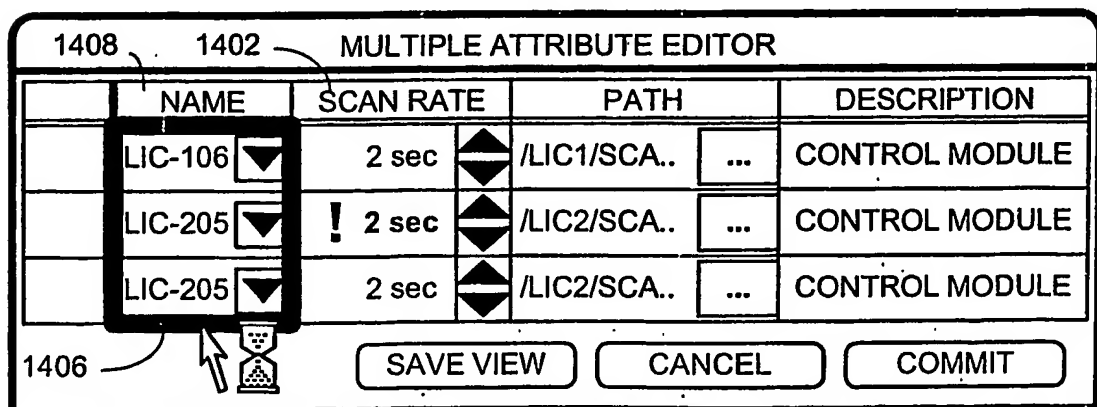 1408 1402 MULTIPLE ATTRIBUTE EDITOR
NAME SCAN RATE PATH DESCRIPTION
LIC-106 2 sec /LIC1/SCA.. ... CONTROL MODULE
LIC-205 ! 2 sec /LIC2/SCA.. ... CONTROL MODULE
LIC-205 2 sec /LIC2/SCA.. ... CONTROL MODULE
1406 SAVE VIEW CANCEL COMMIT